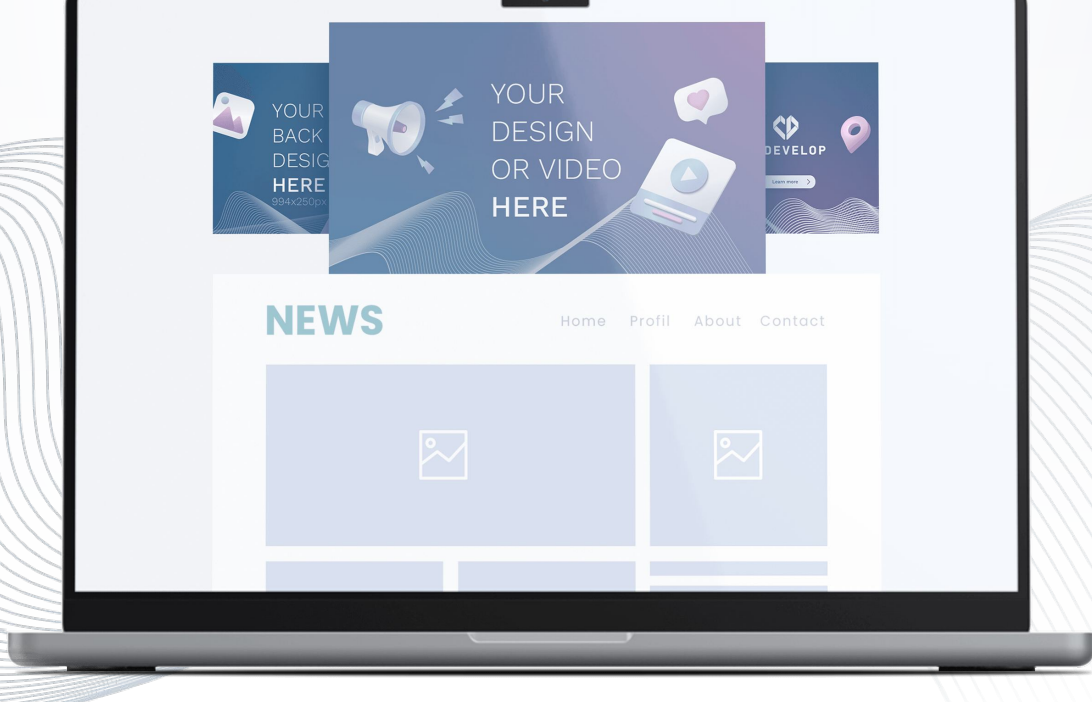 YOUR
BACK
DESIG
HERE
994x250px
YOUR
DESIGN
OR VIDEO
HERE
DEVELOP
Learn more
NEWS
Home Profil About Contact